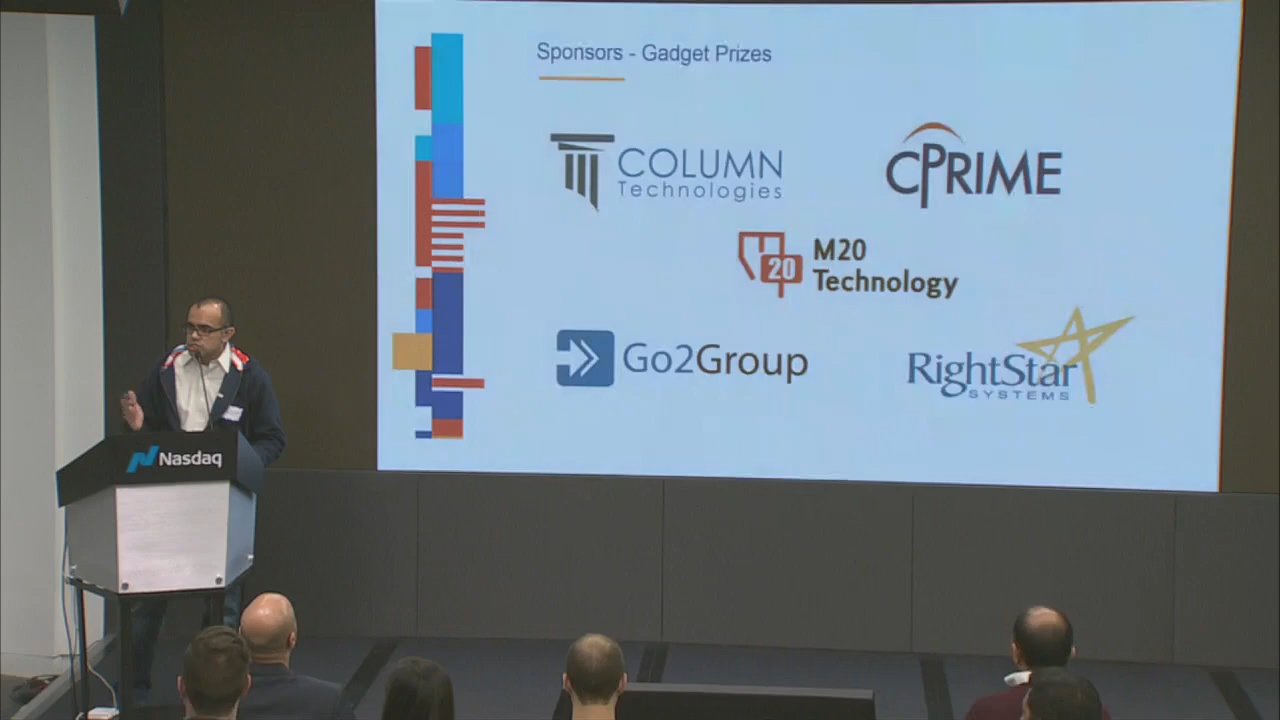 Sponsors - Gadget Prizes
COLUMN
Technologies
CPRIME
M20
Technology
20
Go2Group
RightStar
SYSTEMS
Nasdaq